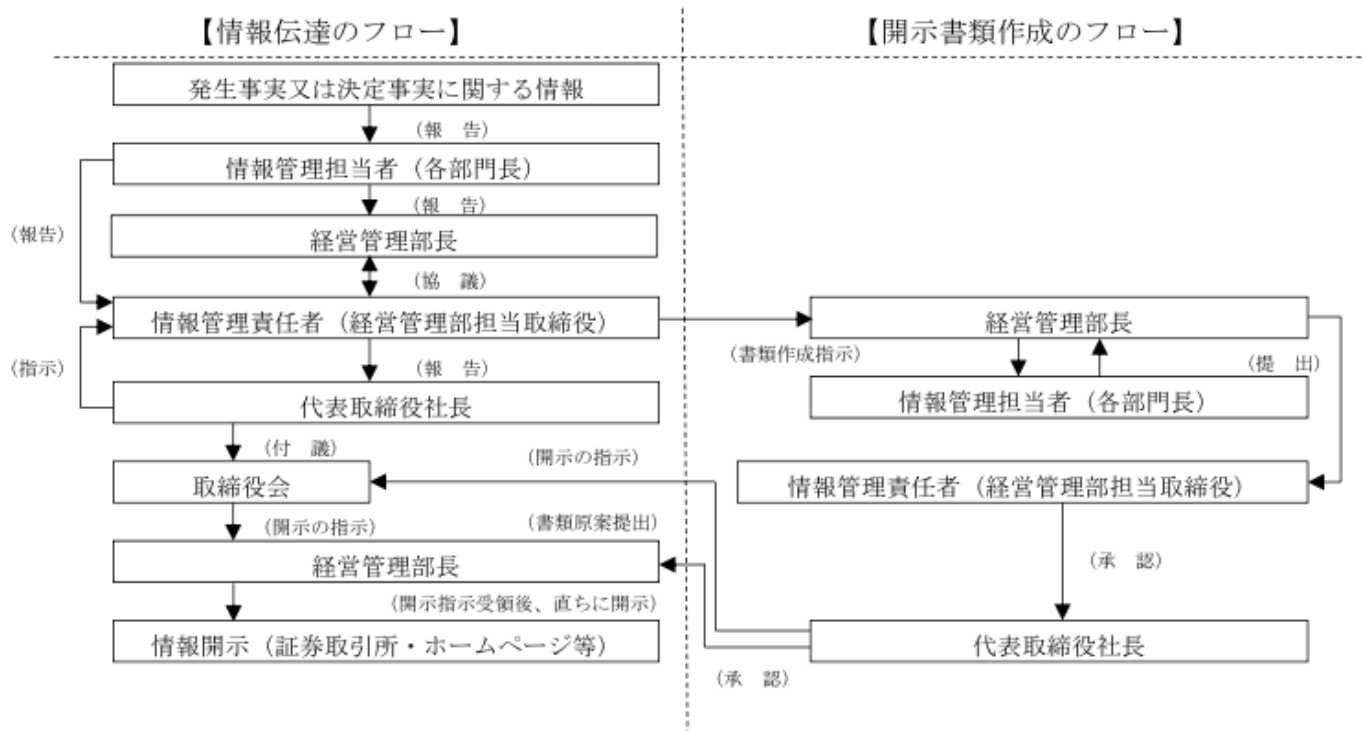 【情報伝達のフロー】
【開示書類作成のフロー】
発生事実又は決定事実に関する情報
（報　告）
情報管理担当者（各部門長）
（報　告）
（報告）
経営管理部長
（協　議）
情報管理責任者（経営管理部担当取締役）
（指示）
（報　告）
代表取締役社長
（付　議）
取締役会
（開示の指示）
経営管理部長
（開示指示受領後、直ちに開示）
情報開示（証券取引所・ホームページ等）
経営管理部長
（書類作成指示）
（提　出）
情報管理担当者（各部門長）
（開示の指示）
情報管理責任者（経営管理部担当取締役）
（書類原案提出）
（承　認）
代表取締役社長
（承　認）